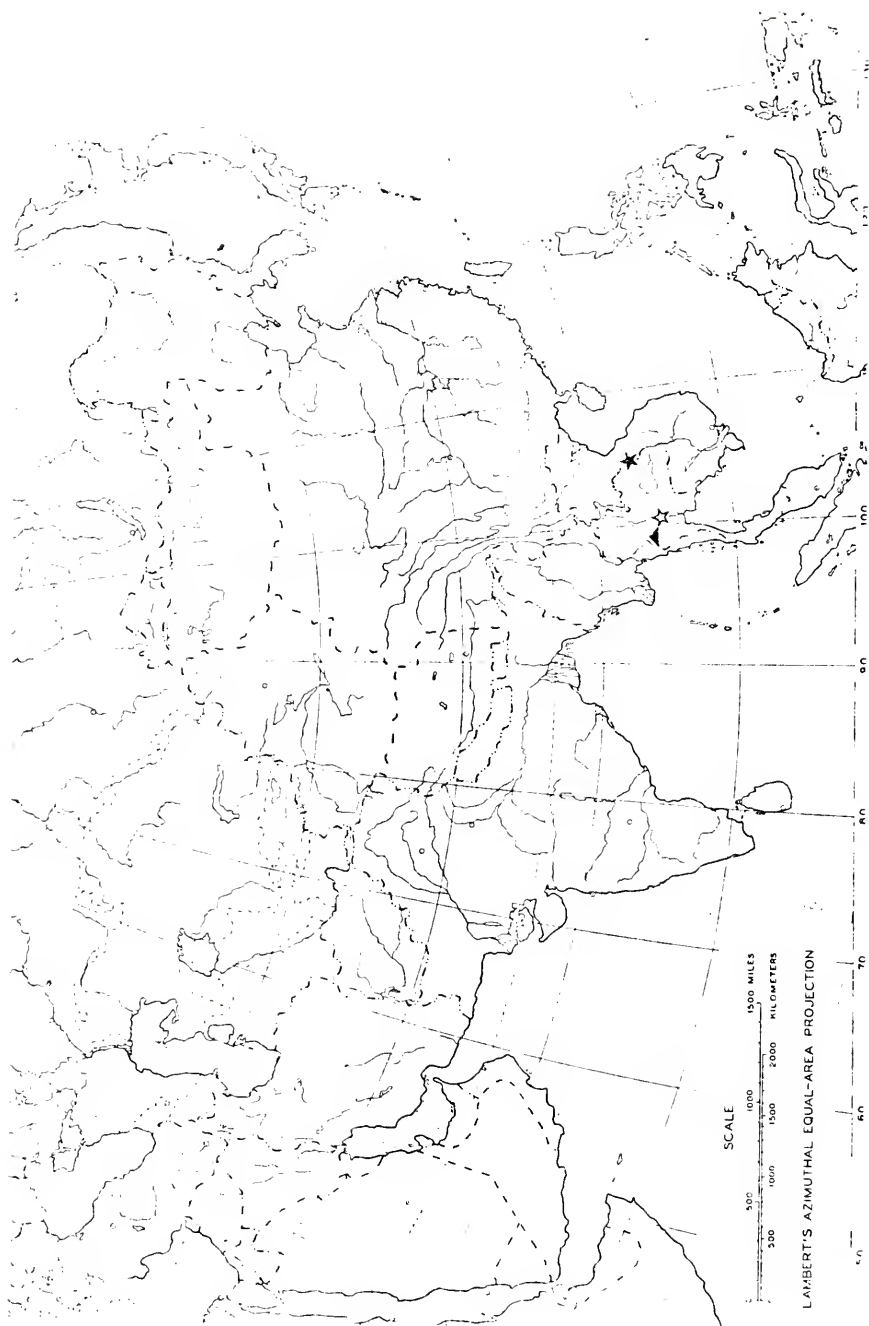 SCALE
500 1000 1500 MILES
500 1000 1500 2000 KILOMETERS
LAMBERT'S AZIMUTHAL EQUAL-AREA PROJECTION
60 70 80 90 100